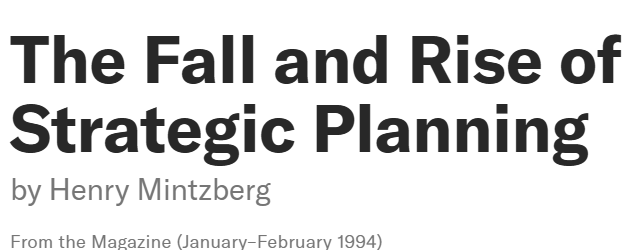 The Fall and Rise of
Strategic Planning
by Henry Mintzberg
From the Magazine (January–February 1994)